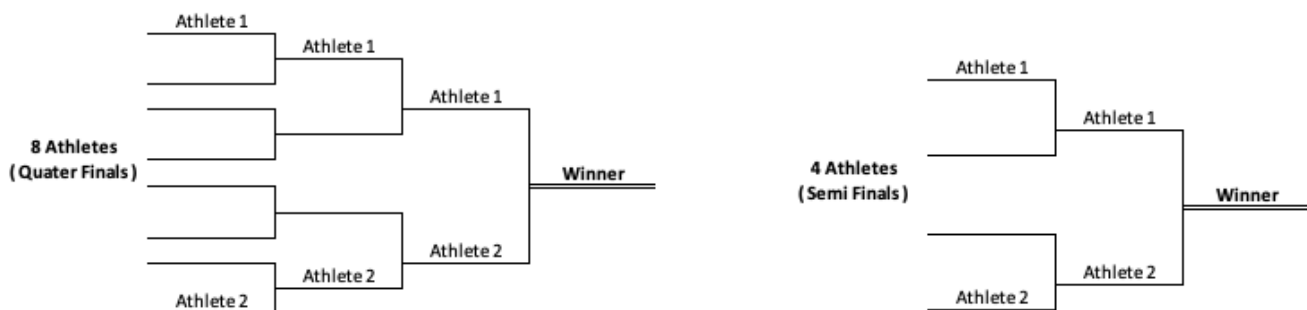 Athlete 1
Athlete 1
Athlete 1
8 Athletes
( Quater Finals )
Winner
Athlete 2
Athlete 2
Athlete 2
Athlete 1
Athlete 1
4 Athletes
( Semi Finals )
Winner
Athlete 2
Athlete 2